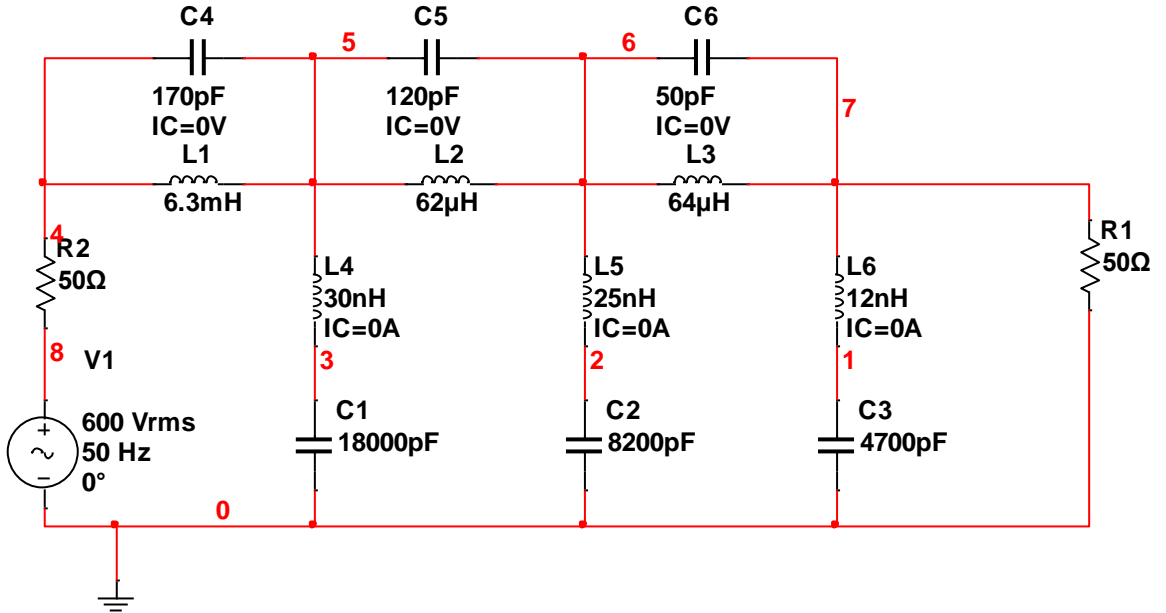 C4
170pF
IC=0V
5
C5
120pF
IC=0V
6
C6
50pF
IC=0V
7
L1
6.3mH
L2
62µH
L3
64µH
4
R2
50Ω
L4
30nH
IC=0A
L5
25nH
IC=0A
L6
12nH
IC=0A
R1
50Ω
8
V1
3
2
1
600 Vrms
50 Hz
0°
C1
18000pF
C2
8200pF
C3
4700pF
0